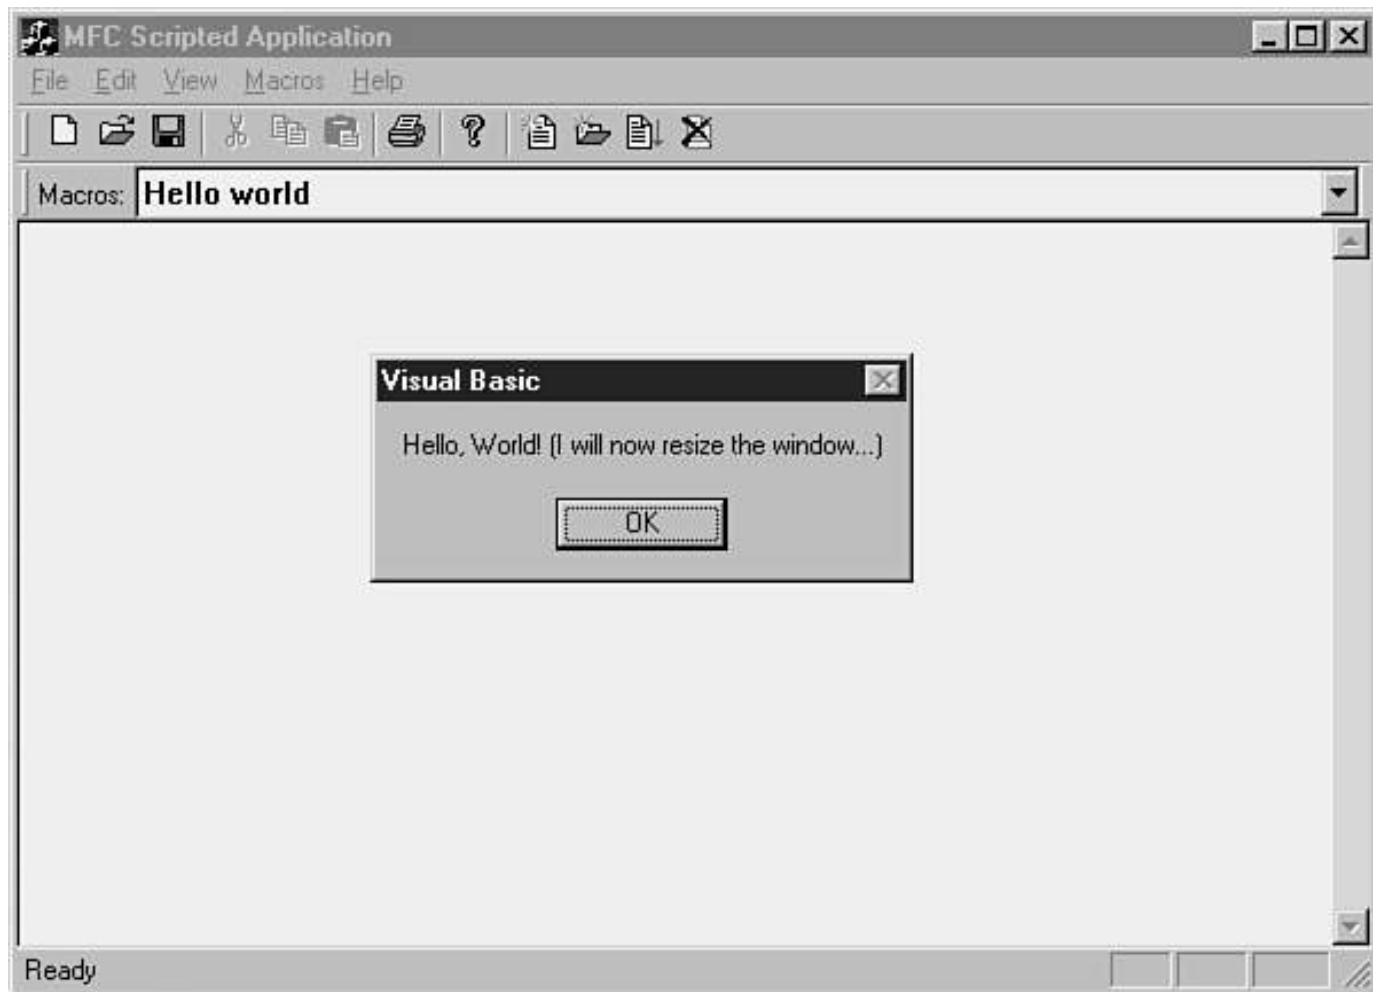 MFC Scripted Application
File Edit View Macros Help
Macros: Hello world
Visual Basic
Hello, World! (I will now resize the window...)
OK
Ready